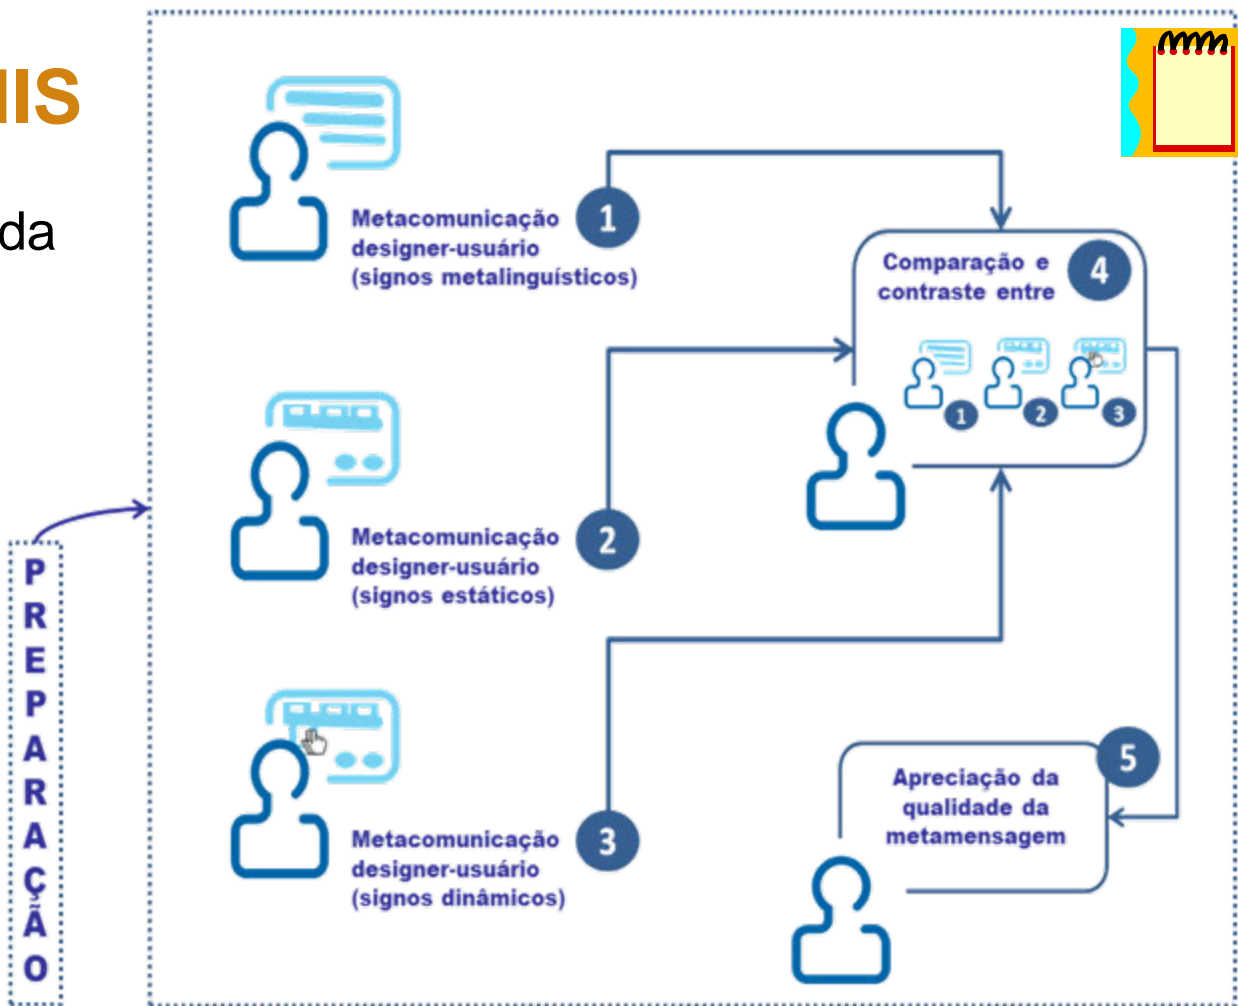 IIS
da
P
R
E
P
A
R
A
Ç
Ã
O
Metacomunicação
designer-usuário
(signos metalinguísticos)
1
Metacomunicação
designer-usuário
(signos estáticos)
2
Metacomunicação
designer-usuário
(signos dinâmicos)
3
Comparação e
contraste entre
4
1
2
3
Apreciação da
qualidade da
metamensagem
5